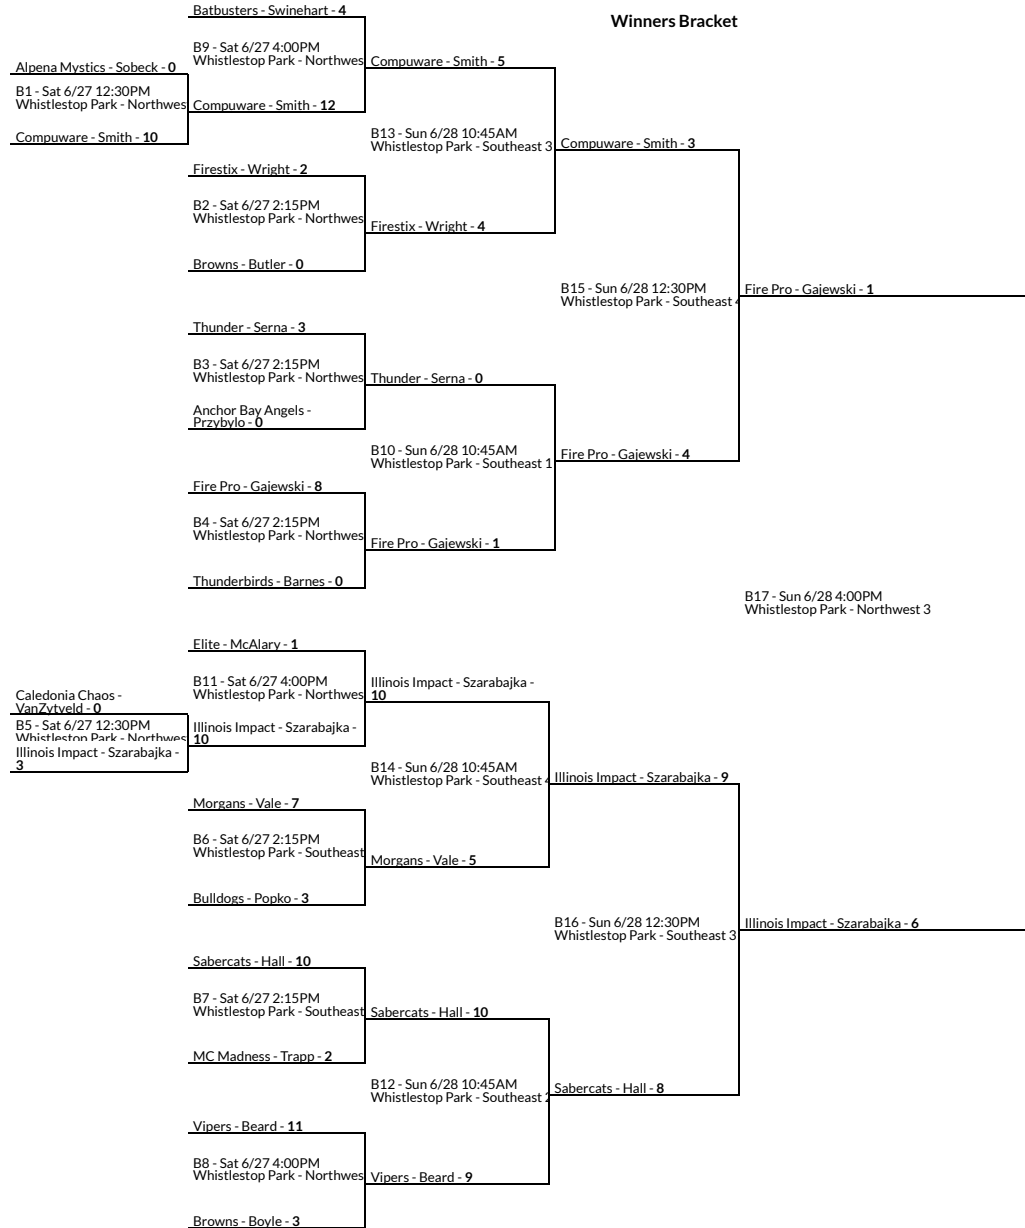 Batbusters - Swinehart - 4
Winners Bracket
B9 - Sat 6/27 4:00PM
Whistlestop Park - Northwes
Compuware - Smith - 5
Alpena Mystics - Sobeck - 0
B1 - Sat 6/27 12:30PM
Whistlestop Park - Northwes
Compuware - Smith - 12
Compuware - Smith - 10
B13 - Sun 6/28 10:45AM
Whistlestop Park - Southeast 3
Compuware - Smith - 3
Firestix - Wright - 2
B2 - Sat 6/27 2:15PM
Whistlestop Park - Northwes
Firestix - Wright - 4
Browns - Butler - 0
B15 - Sun 6/28 12:30PM
Whistlestop Park - Southeast 4
Fire Pro - Gajewski - 1
Thunder - Serna - 3
B3 - Sat 6/27 2:15PM
Whistlestop Park - Northwes
Thunder - Serna - 0
Anchor Bay Angels -
Przybylo - 0
B10 - Sun 6/28 10:45AM
Whistlestop Park - Southeast 1
Fire Pro - Gajewski - 4
Fire Pro - Gajewski - 8
B4 - Sat 6/27 2:15PM
Whistlestop Park - Northwes
Fire Pro - Gajewski - 1
Thunderbirds - Barnes - 0
B17 - Sun 6/28 4:00PM
Whistlestop Park - Northwest 3
Elite - McAlary - 1
B11 - Sat 6/27 4:00PM
Whistlestop Park - Northwes
Illinois Impact - Szarabajka -
10
Caledonia Chaos -
VanZytveld - 0
B5 - Sat 6/27 12:30PM
Whistlestop Park - Northwes
Illinois Impact - Szarabajka -
10
Illinois Impact - Szarabajka -
3
B14 - Sun 6/28 10:45AM
Whistlestop Park - Southeast 4
Illinois Impact - Szarabajka - 9
Morgans - Vale - 7
B6 - Sat 6/27 2:15PM
Whistlestop Park - Southeast
Morgans - Vale - 5
Bulldogs - Popko - 3
B16 - Sun 6/28 12:30PM
Whistlestop Park - Southeast 3
Illinois Impact - Szarabajka - 6
Sabercats - Hall - 10
B7 - Sat 6/27 2:15PM
Whistlestop Park - Southeast
Sabercats - Hall - 10
MC Madness - Trapp - 2
B12 - Sun 6/28 10:45AM
Whistlestop Park - Southeast 2
Sabercats - Hall - 8
Vipers - Beard - 11
B8 - Sat 6/27 4:00PM
Whistlestop Park - Northwes
Vipers - Beard - 9
Browns - Boyle - 3